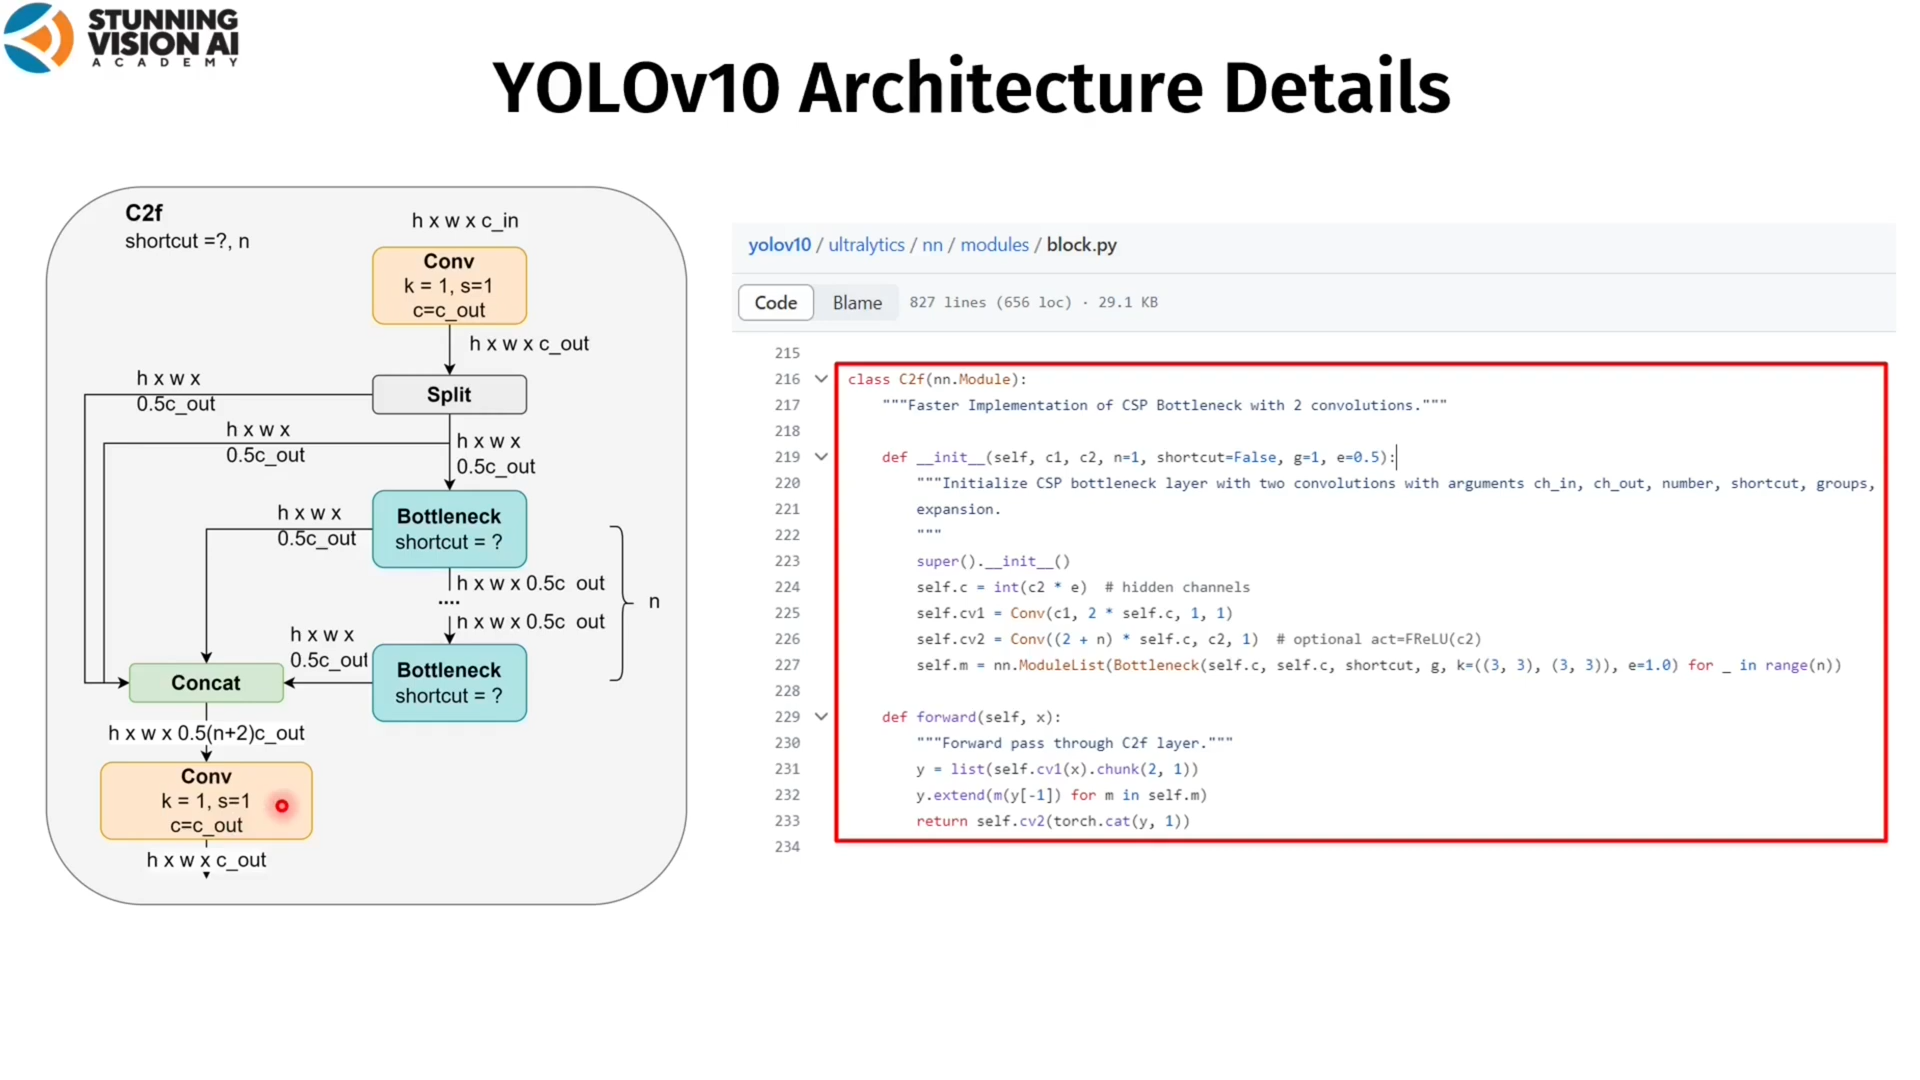 STUNNING
VISION AI
ACADEMY
YOLOv10 Architecture Details
C2f
shortcut =?, n
h x w x c_in
Conv
k = 1, s=1
c=c_out
h x w x c_out
Split
h x w x
0.5c_out
h x w x
0.5c_out
h x w x
0.5c_out
Bottleneck
shortcut = ?
h x w x
0.5c_out
h x w x 0.5c out
....
h x w x 0.5c out
n
Bottleneck
shortcut = ?
h x w x
0.5c_out
Concat
h x w x 0.5(n+2)c_out
Conv
k = 1, s=1
c=c_out
h x w x c_out
yolov10 / ultralytics / nn / modules / block.py
Code Blame 827 lines (656 loc) · 29.1 KB
215
216 class C2f(nn.Module):
217 """Faster Implementation of CSP Bottleneck with 2 convolutions."""
218
219 def __init__(self, c1, c2, n=1, shortcut=False, g=1, e=0.5):
220 """Initialize CSP bottleneck layer with two convolutions with arguments ch_in, ch_out, number, shortcut, groups,
221 expansion.
222 """
223 super().__init__()
224 self.c = int(c2 * e)  # hidden channels
225 self.cv1 = Conv(c1, 2 * self.c, 1, 1)
226 self.cv2 = Conv((2 + n) * self.c, c2, 1)  # optional act=FReLU(c2)
227 self.m = nn.ModuleList(Bottleneck(self.c, self.c, shortcut, g, k=((3, 3), (3, 3)), e=1.0) for _ in range(n))
228
229 def forward(self, x):
230 """Forward pass through C2f layer."""
231 y = list(self.cv1(x).chunk(2, 1))
232 y.extend(m(y[-1]) for m in self.m)
233 return self.cv2(torch.cat(y, 1))
234